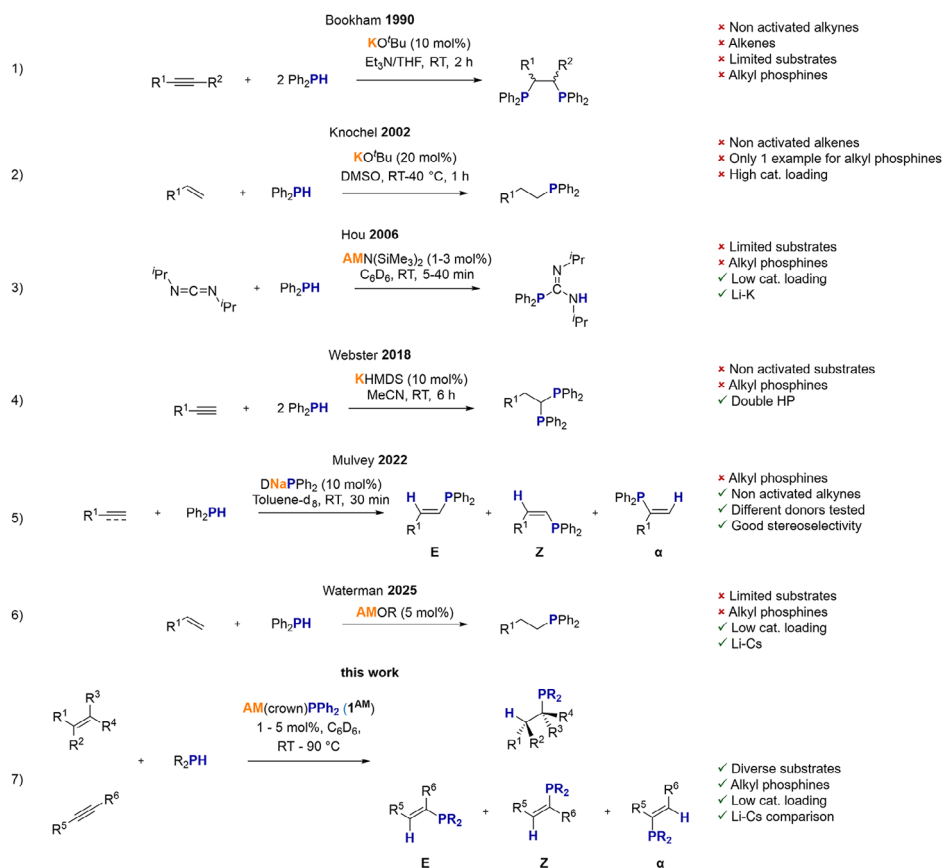 Bookham 1990
1)
R¹
R²
+
2 Ph₂PH
KOᵗBu (10 mol%)
Et₃N/THF, RT, 2 h
R¹
R²
Ph₂P
PPh₂
✘ Non activated alkynes
✘ Alkenes
✘ Limited substrates
✘ Alkyl phosphines
Knochel 2002
2)
R¹
+
Ph₂PH
KOᵗBu (20 mol%)
DMSO, RT-40 °C, 1 h
R¹
PPh₂
✘ Non activated alkenes
✘ Only 1 example for alkyl phosphines
✘ High cat. loading
Hou 2006
3)
ⁱPr
N=C=N
ⁱPr
+
Ph₂PH
AMN(SiMe₃)₂ (1-3 mol%)
C₆D₆, RT, 5-40 min
N
ⁱPr
Ph₂P
C
NH
ⁱPr
✘ Limited substrates
✘ Alkyl phosphines
✓ Low cat. loading
✓ Li-K
Webster 2018
4)
R¹
+
2 Ph₂PH
KHMDS (10 mol%)
MeCN, RT, 6 h
R¹
PPh₂
PPh₂
✘ Non activated substrates
✘ Alkyl phosphines
✓ Double HP
Mulvey 2022
5)
R¹
+
Ph₂PH
DNaPPh₂ (10 mol%)
Toluene-d₈, RT, 30 min
H
PPh₂
R¹
E
+
H
R¹
PPh₂
Z
+
Ph₂P
H
R¹
α
✘ Alkyl phosphines
✓ Non activated alkynes
✓ Different donors tested
✓ Good stereoselectivity
Waterman 2025
6)
R¹
+
Ph₂PH
AMOR (5 mol%)
R¹
PPh₂
✘ Limited substrates
✘ Alkyl phosphines
✓ Low cat. loading
✓ Li-Cs
this work
7)
R¹
R³
R⁴
R²
+
R⁵
R⁶
R₂PH
AM(crown)PPh₂ (1ᴬᴹ)
1 - 5 mol%, C₆D₆,
RT - 90 °C
PR₂
H
R⁴
R³
R¹
R²
R⁶
R⁵
PR₂
H
E
+
PR₂
R⁵
R⁶
H
Z
+
R⁶
R⁵
H
PR₂
α
✓ Diverse substrates
✓ Alkyl phosphines
✓ Low cat. loading
✓ Li-Cs comparison